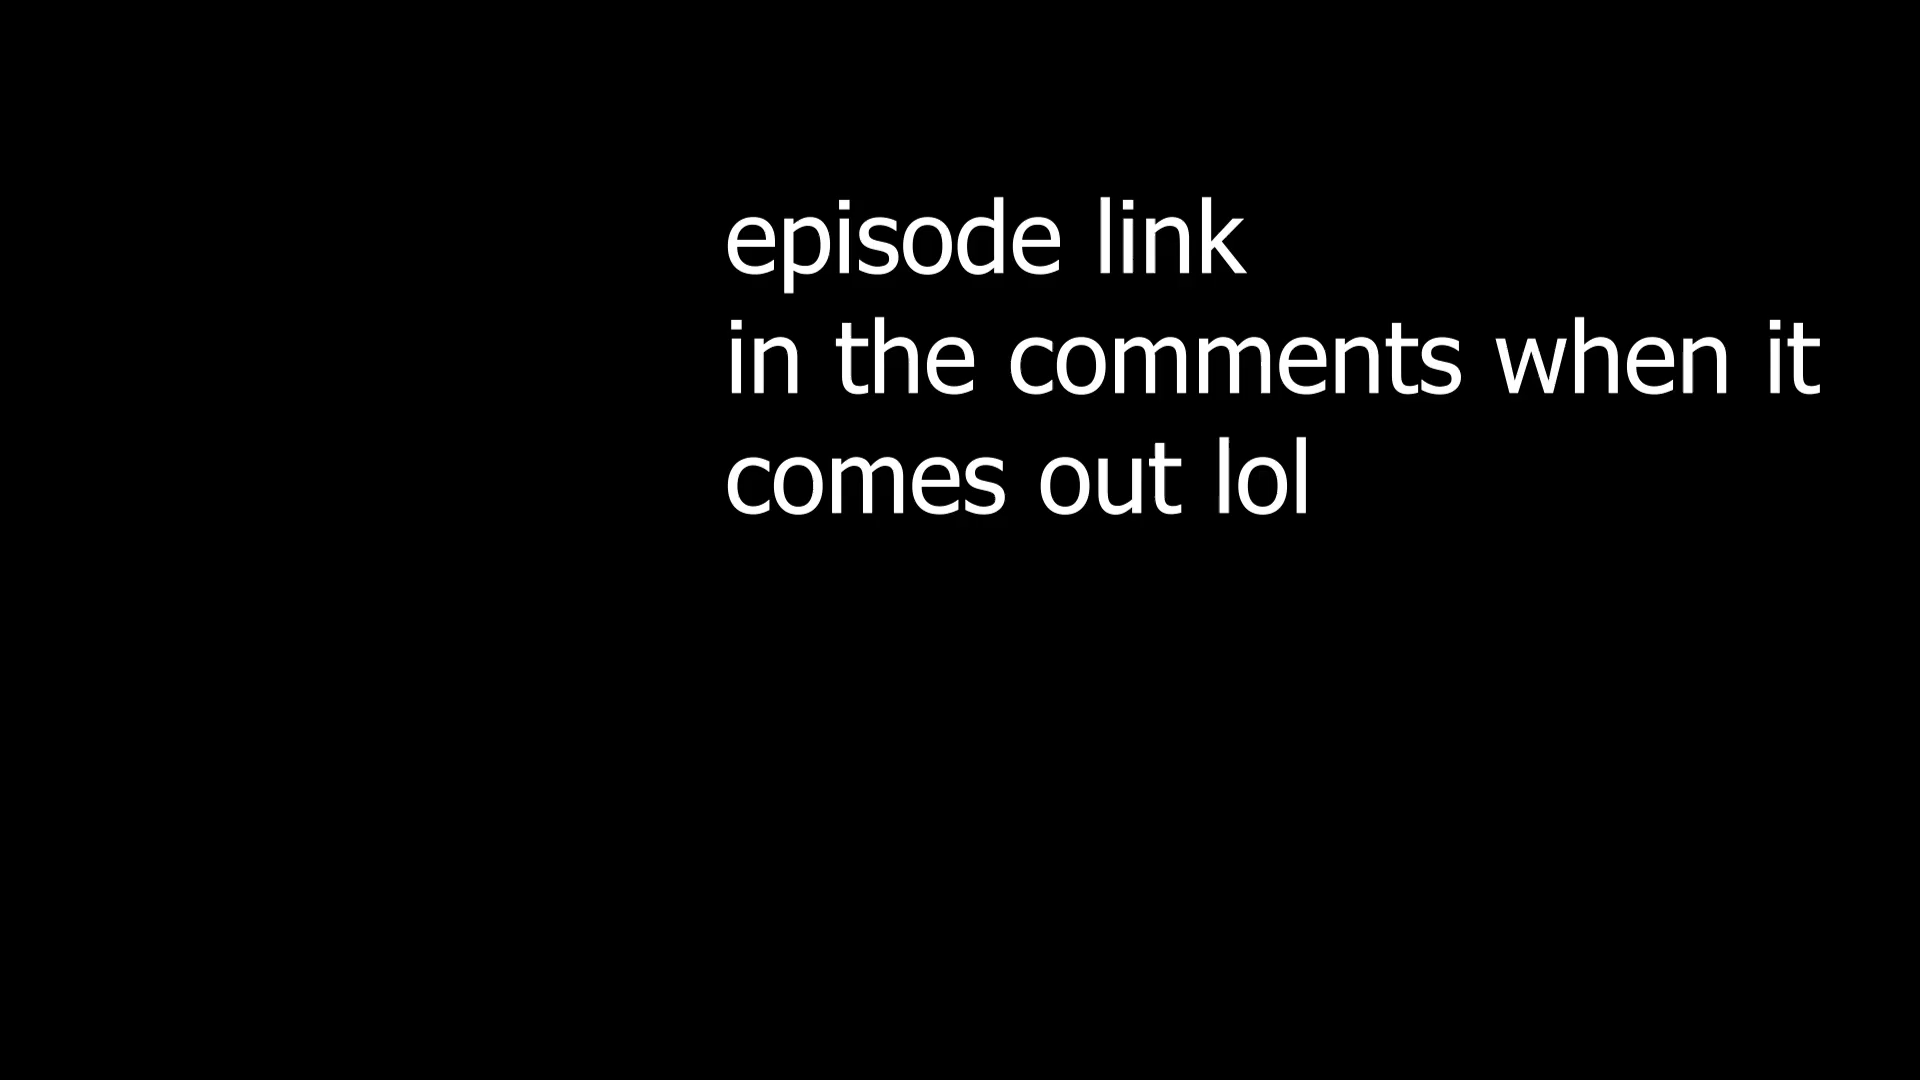 episode link
in the comments when it
comes out lol